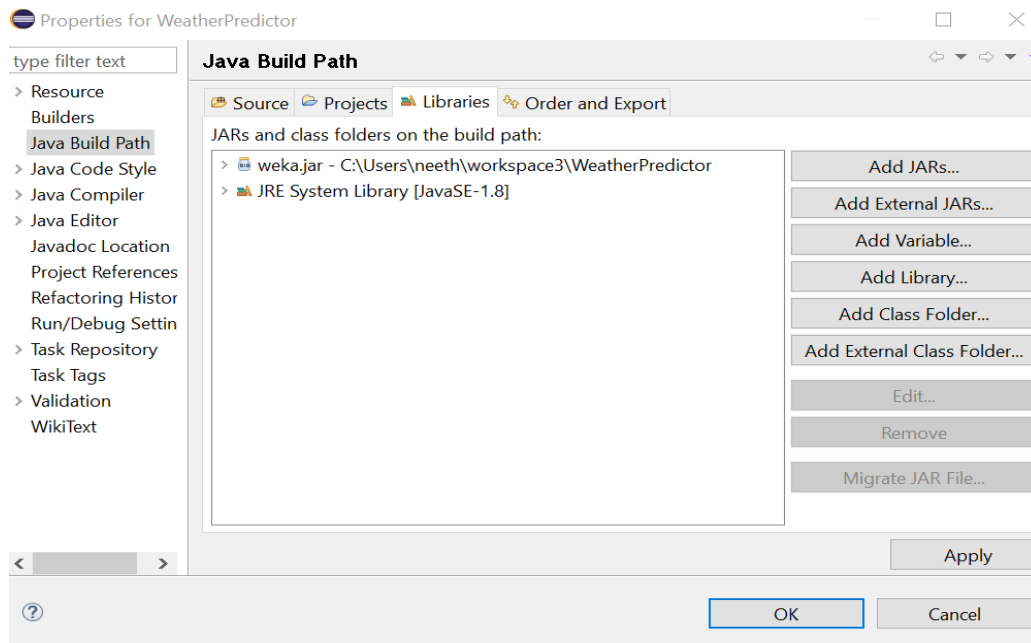 Properties for WeatherPredictor
type filter text
Resource
Builders
Java Build Path
Java Code Style
Java Compiler
Java Editor
Javadoc Location
Project References
Refactoring Histor
Run/Debug Settin
Task Repository
Task Tags
Validation
WikiText
Java Build Path
Source Projects Libraries Order and Export
JARs and class folders on the build path:
weka.jar - C:\Users\neeth\workspace3\WeatherPredictor
JRE System Library [JavaSE-1.8]
Add JARs...
Add External JARs...
Add Variable...
Add Library...
Add Class Folder...
Add External Class Folder...
Edit...
Remove
Migrate JAR File...
Apply
OK Cancel